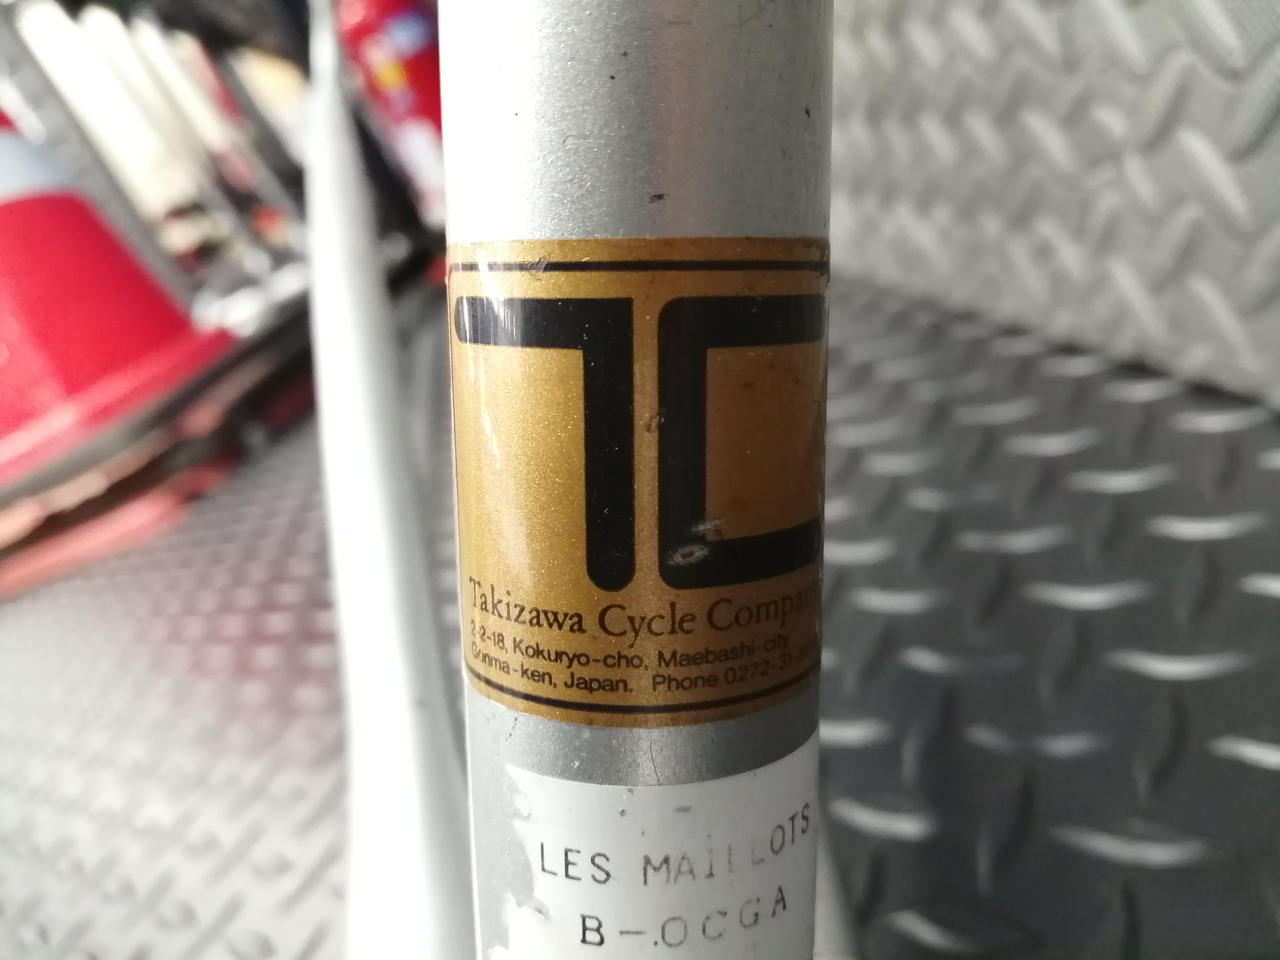 TC
Takizawa Cycle Company
2-2-18, Kokuryo-cho, Maebashi-city,
Gunma-ken, Japan. Phone 0272-31-
LES MAILLOTS
B-.OCGA